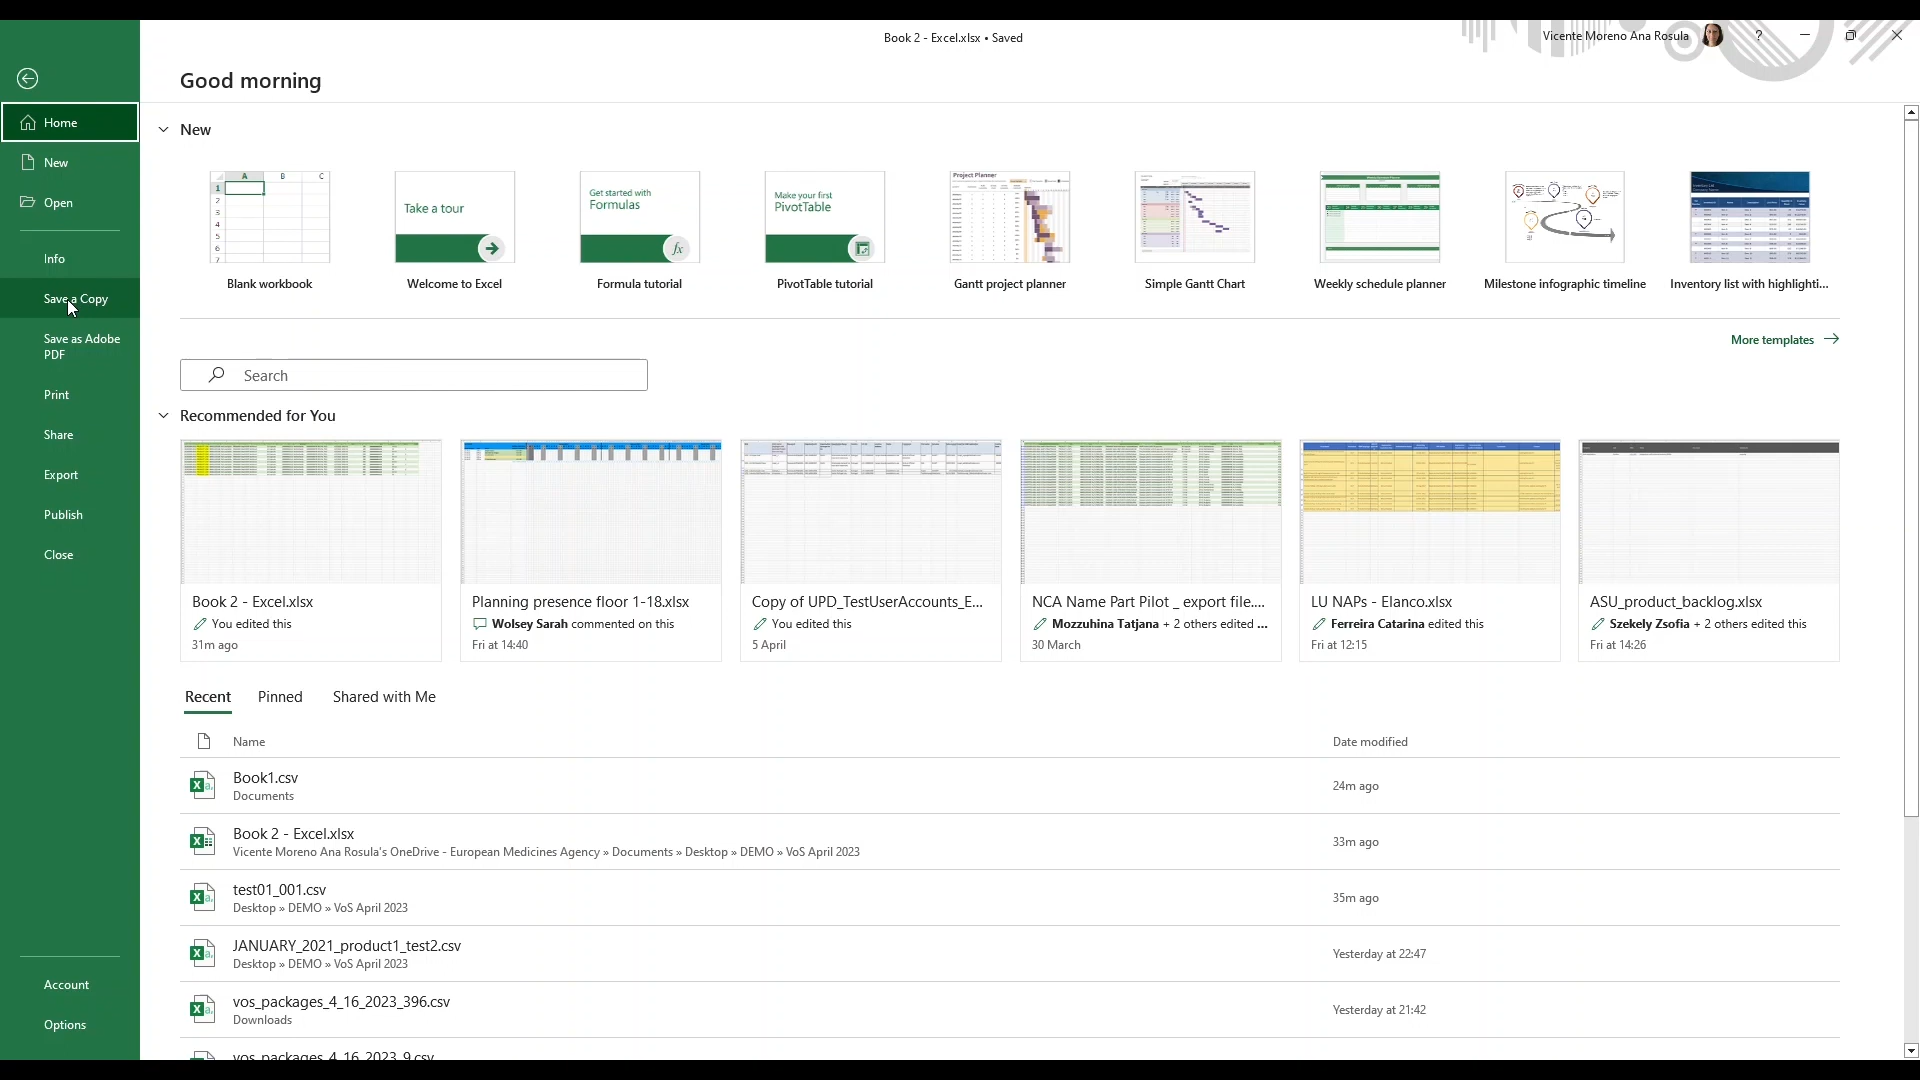 Book 2 - Excel.xlsx • Saved
Vicente Moreno Ana Rosula
?
Good morning
Home
New
Open
Info
Save a Copy
Save as Adobe
PDF
Print
Share
Export
Publish
Close
Account
Options
New
A B C
1
2
3
4
5
6
7
Take a tour
Get started with
Formulas
fx
Make your first
PivotTable
Project Planner
Blank workbook
Welcome to Excel
Formula tutorial
PivotTable tutorial
Gantt project planner
Simple Gantt Chart
Weekly schedule planner
Milestone infographic timeline
Inventory list with highlighti...
More templates
Search
Recommended for You
Book 2 - Excel.xlsx
You edited this
31m ago
Planning presence floor 1-18.xlsx
Wolsey Sarah commented on this
Fri at 14:40
Copy of UPD_TestUserAccounts_E...
You edited this
5 April
NCA Name Part Pilot _ export file....
Mozzuhina Tatjana + 2 others edited ...
30 March
LU NAPs - Elanco.xlsx
Ferreira Catarina edited this
Fri at 12:15
ASU_product_backlog.xlsx
Szekely Zsofia + 2 others edited this
Fri at 14:26
Recent Pinned Shared with Me
Name Date modified
Book1.csv
Documents
24m ago
Book 2 - Excel.xlsx
Vicente Moreno Ana Rosula's OneDrive - European Medicines Agency » Documents » Desktop » DEMO » VoS April 2023
33m ago
test01_001.csv
Desktop » DEMO » VoS April 2023
35m ago
JANUARY_2021_product1_test2.csv
Desktop » DEMO » VoS April 2023
Yesterday at 22:47
vos_packages_4_16_2023_396.csv
Downloads
Yesterday at 21:42
vos_packages_4_16_2023_9.csv